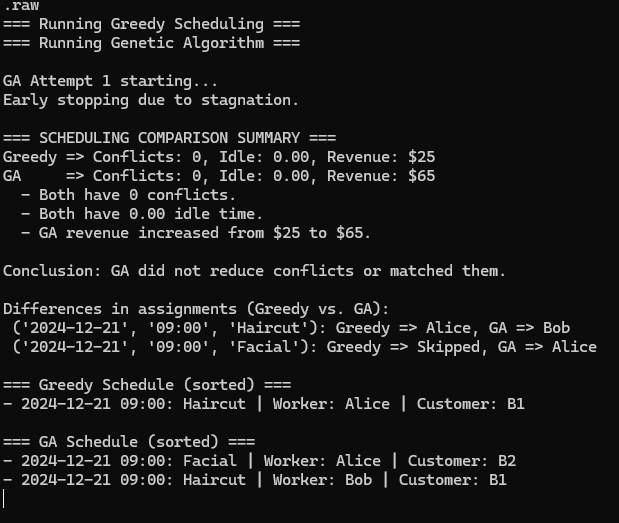 .raw
=== Running Greedy Scheduling ===
=== Running Genetic Algorithm ===
GA Attempt 1 starting...
Early stopping due to stagnation.
=== SCHEDULING COMPARISON SUMMARY ===
Greedy => Conflicts: 0, Idle: 0.00, Revenue: $25
GA     => Conflicts: 0, Idle: 0.00, Revenue: $65
  - Both have 0 conflicts.
  - Both have 0.00 idle time.
  - GA revenue increased from $25 to $65.
Conclusion: GA did not reduce conflicts or matched them.
Differences in assignments (Greedy vs. GA):
 ('2024-12-21', '09:00', 'Haircut'): Greedy => Alice, GA => Bob
 ('2024-12-21', '09:00', 'Facial'): Greedy => Skipped, GA => Alice
=== Greedy Schedule (sorted) ===
- 2024-12-21 09:00: Haircut | Worker: Alice | Customer: B1
=== GA Schedule (sorted) ===
- 2024-12-21 09:00: Facial | Worker: Alice | Customer: B2
- 2024-12-21 09:00: Haircut | Worker: Bob | Customer: B1